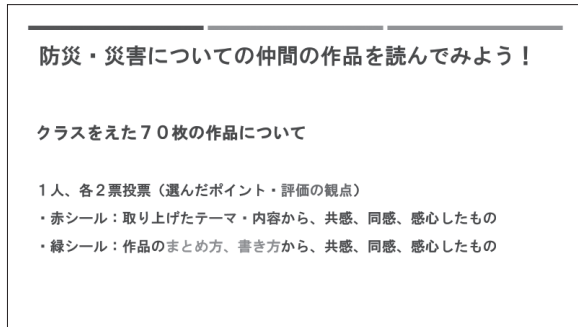 防災・災害についての仲間の作品を読んでみよう！
クラスをえた７０枚の作品について
１人、各２票投票（選んだポイント・評価の観点）
・赤シール：取り上げたテーマ・内容から、共感、同感、感心したもの
・緑シール：作品のまとめ方、書き方から、共感、同感、感心したもの